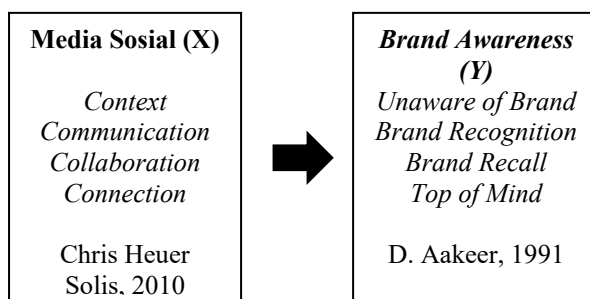 Media Sosial (X)
Context
Communication
Collaboration
Connection
Chris Heuer
Solis, 2010
Brand Awareness
(Y)
Unaware of Brand
Brand Recognition
Brand Recall
Top of Mind
D. Aakeer, 1991